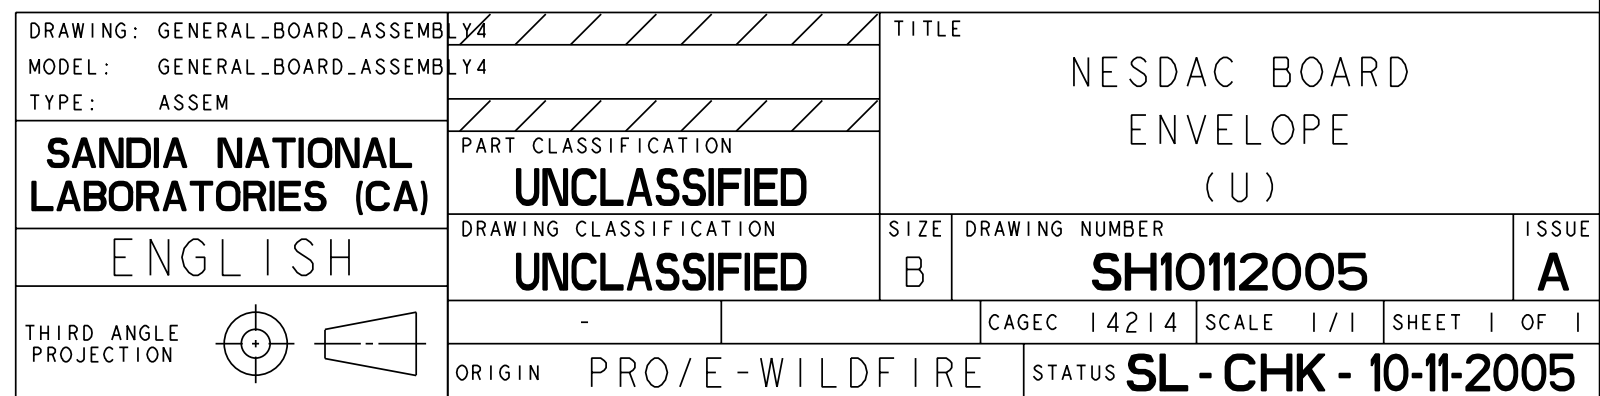 DRAWING: GENERAL_BOARD_ASSEMBLY4
MODEL: GENERAL_BOARD_ASSEMBLY4
TYPE: ASSEM
SANDIA NATIONAL
LABORATORIES (CA)
ENGLISH
THIRD ANGLE
PROJECTION
PART CLASSIFICATION
UNCLASSIFIED
DRAWING CLASSIFICATION
UNCLASSIFIED
TITLE
NESDAC BOARD
ENVELOPE
(U)
SIZE
B
DRAWING NUMBER
SH10112005
ISSUE
A
-
CAGEC 14214
SCALE 1/1
SHEET 1 OF 1
ORIGIN PRO/E-WILDFIRE
STATUS SL - CHK - 10-11-2005